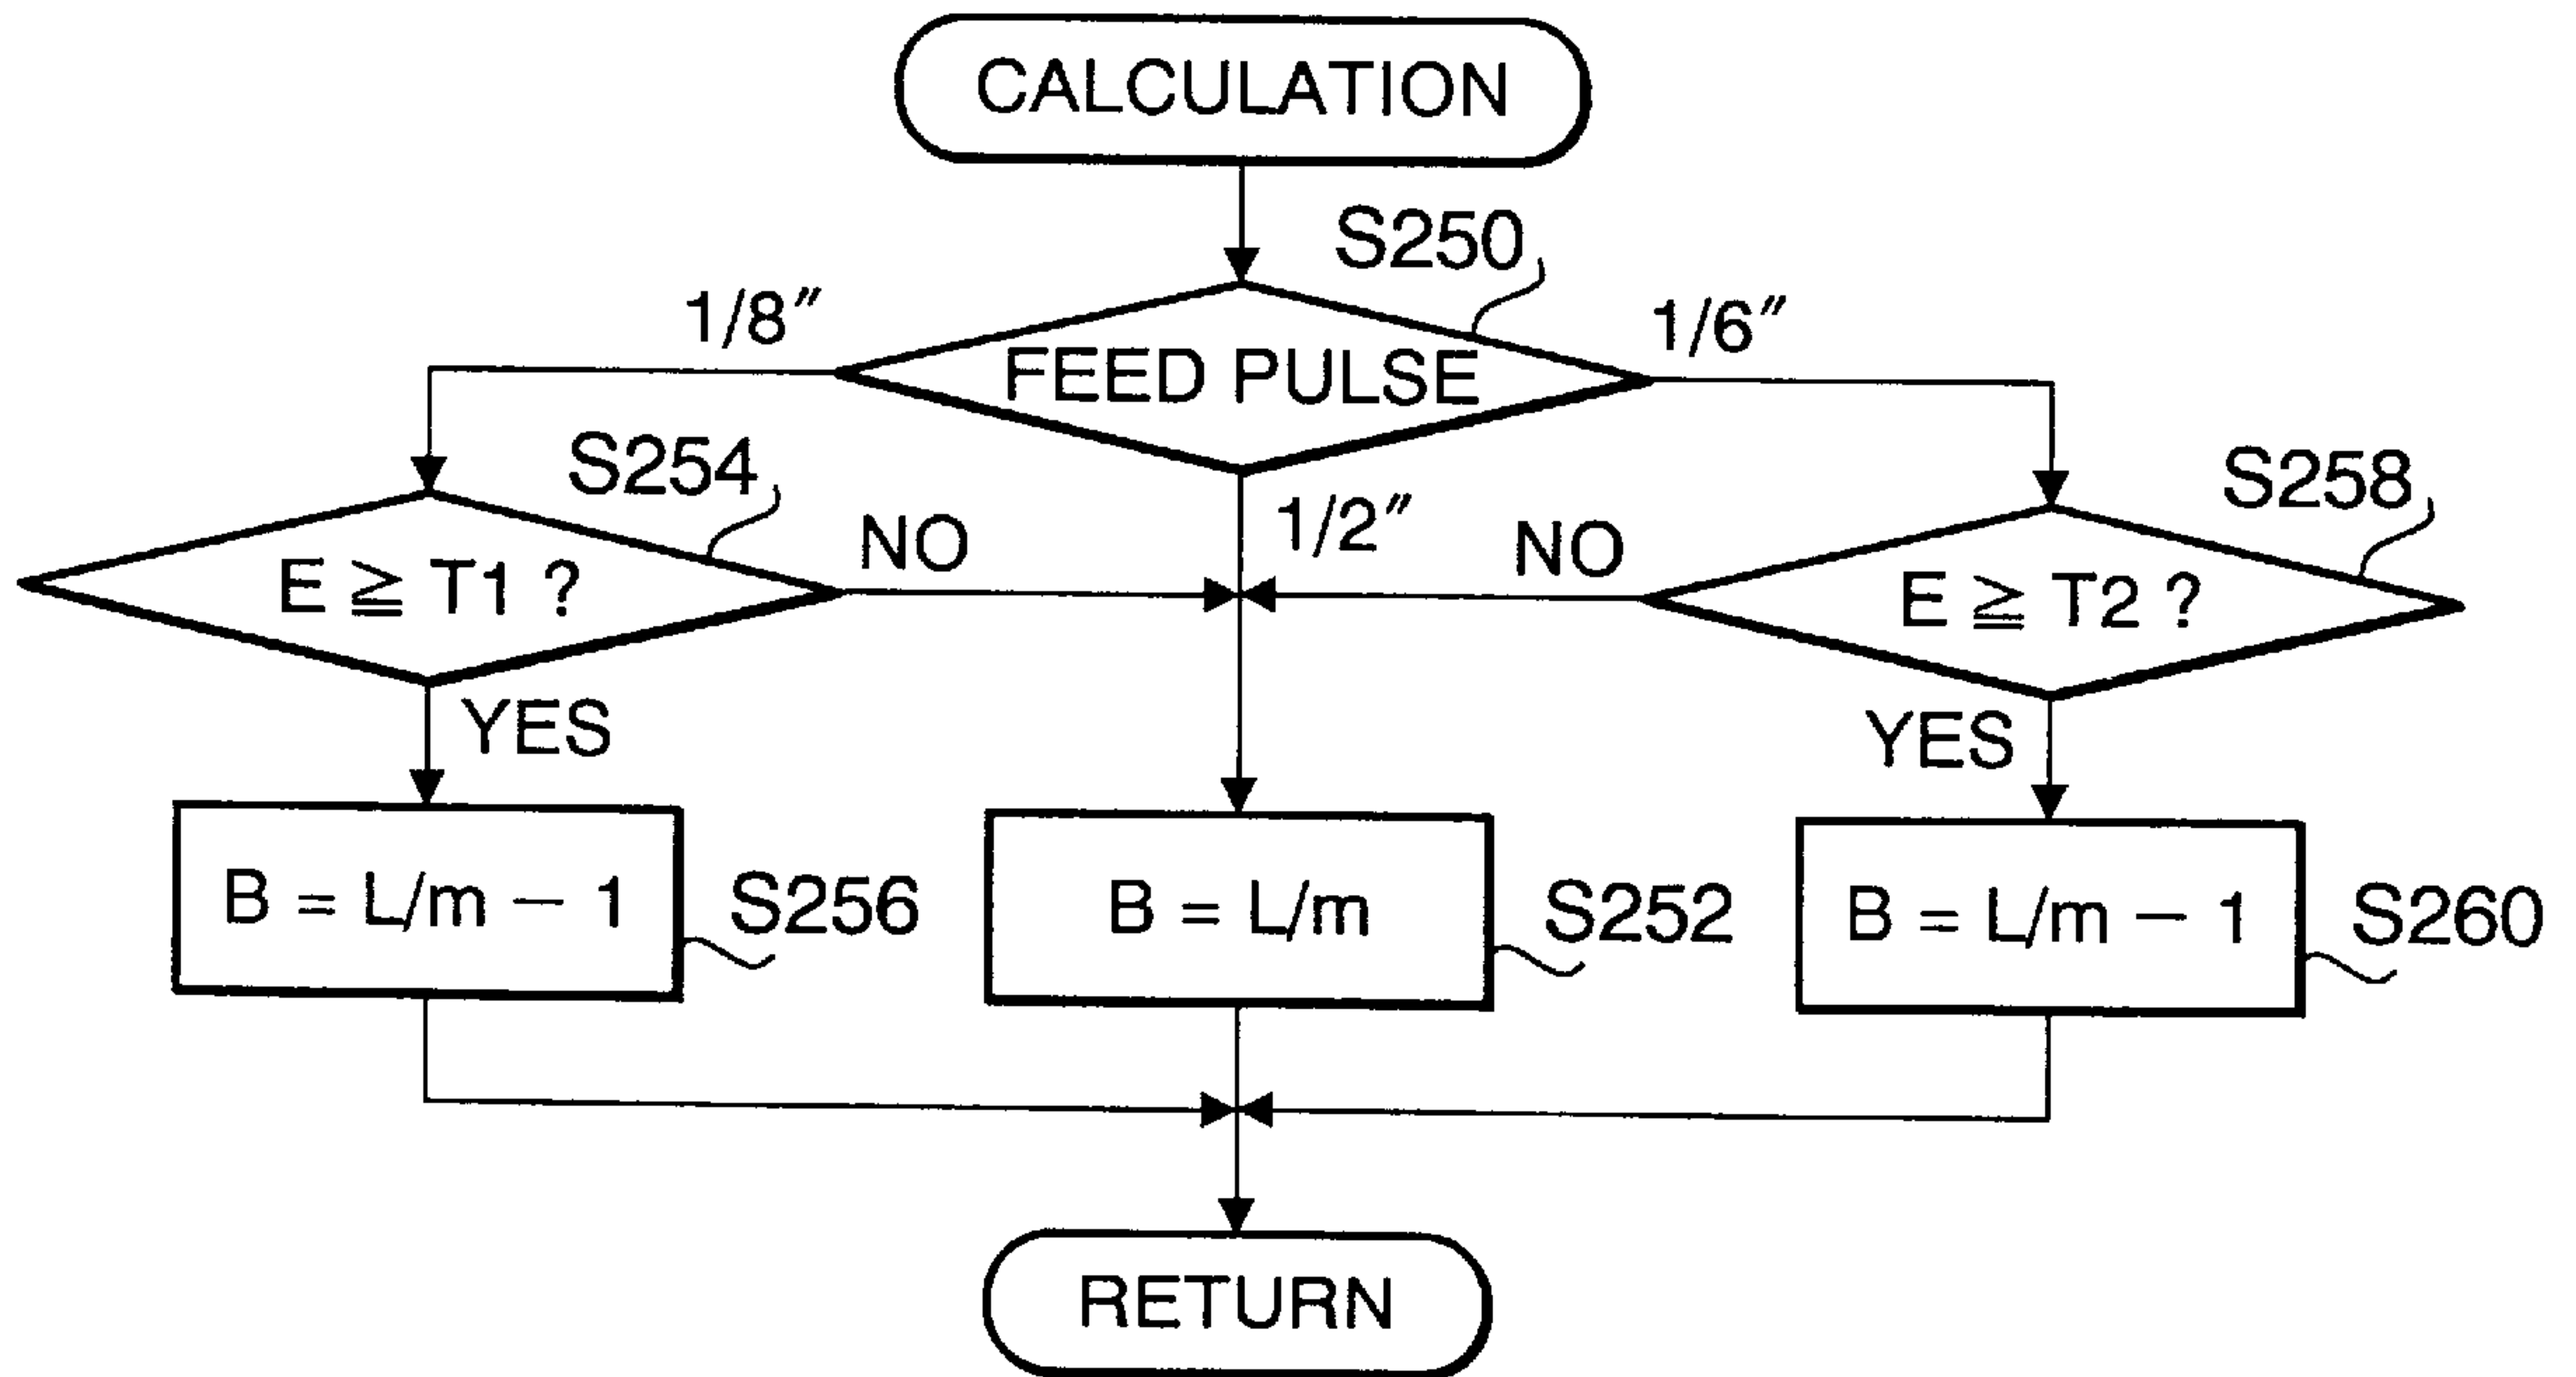 CALCULATION
S250
1/8″
FEED PULSE
1/6″
S254
E ≧ T1 ?
NO
1/2″
NO
S258
E ≧ T2 ?
YES
YES
B = L/m − 1
S256
B = L/m
S252
B = L/m − 1
S260
RETURN